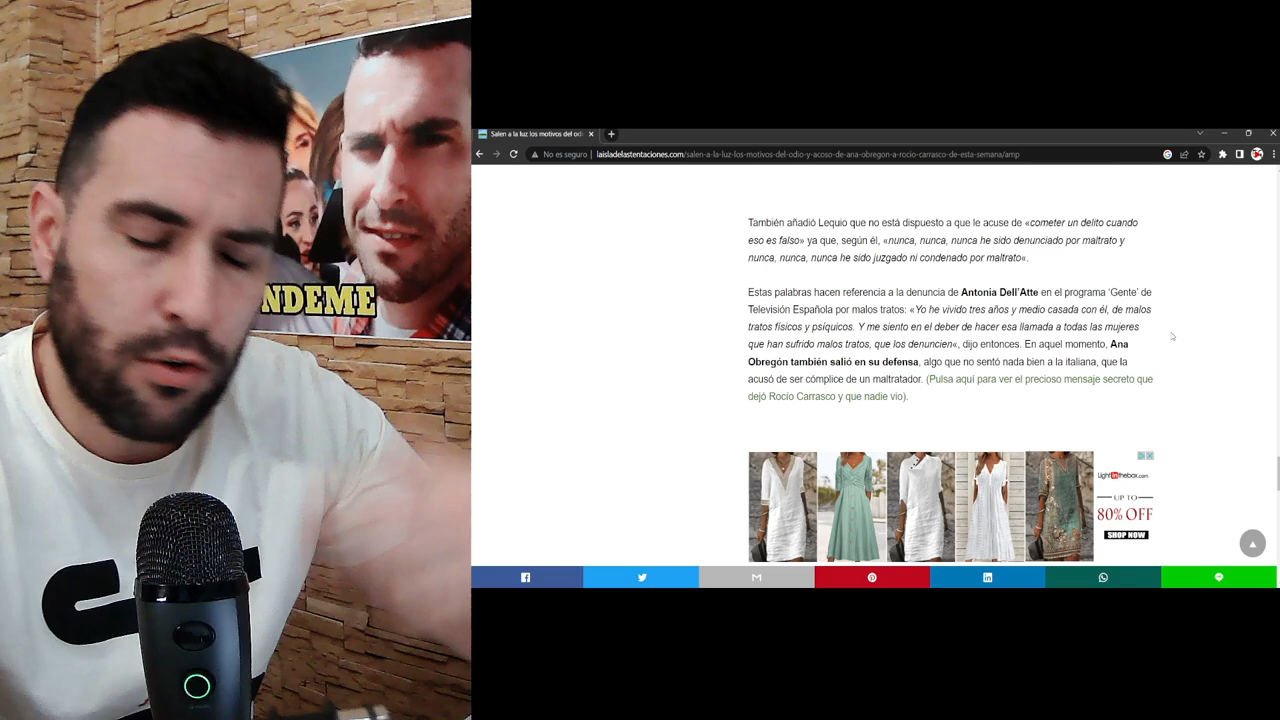 NDEME
Salen a la luz los motivos del odi
No es seguro
laisladelastentaciones.com/salen-a-la-luz-los-motivos-del-odio-y-acoso-de-ana-obregon-a-rocio-carrasco-de-esta-semana/amp
También añadió Lequio que no está dispuesto a que le acuse de «cometer un delito cuando
eso es falso» ya que, según él, «nunca, nunca, nunca he sido denunciado por maltrato y
nunca, nunca, nunca he sido juzgado ni condenado por maltrato«.
Estas palabras hacen referencia a la denuncia de Antonia Dell'Atte en el programa 'Gente' de
Televisión Española por malos tratos: «Yo he vivido tres años y medio casada con él, de malos
tratos físicos y psíquicos. Y me siento en el deber de hacer esa llamada a todas las mujeres
que han sufrido malos tratos, que los denuncien«, dijo entonces. En aquel momento, Ana
Obregón también salió en su defensa, algo que no sentó nada bien a la italiana, que la
acusó de ser cómplice de un maltratador. (Pulsa aquí para ver el precioso mensaje secreto que
dejó Rocío Carrasco y que nadie vio).
Lightinthebox.com
UP TO
80% OFF
SHOP NOW